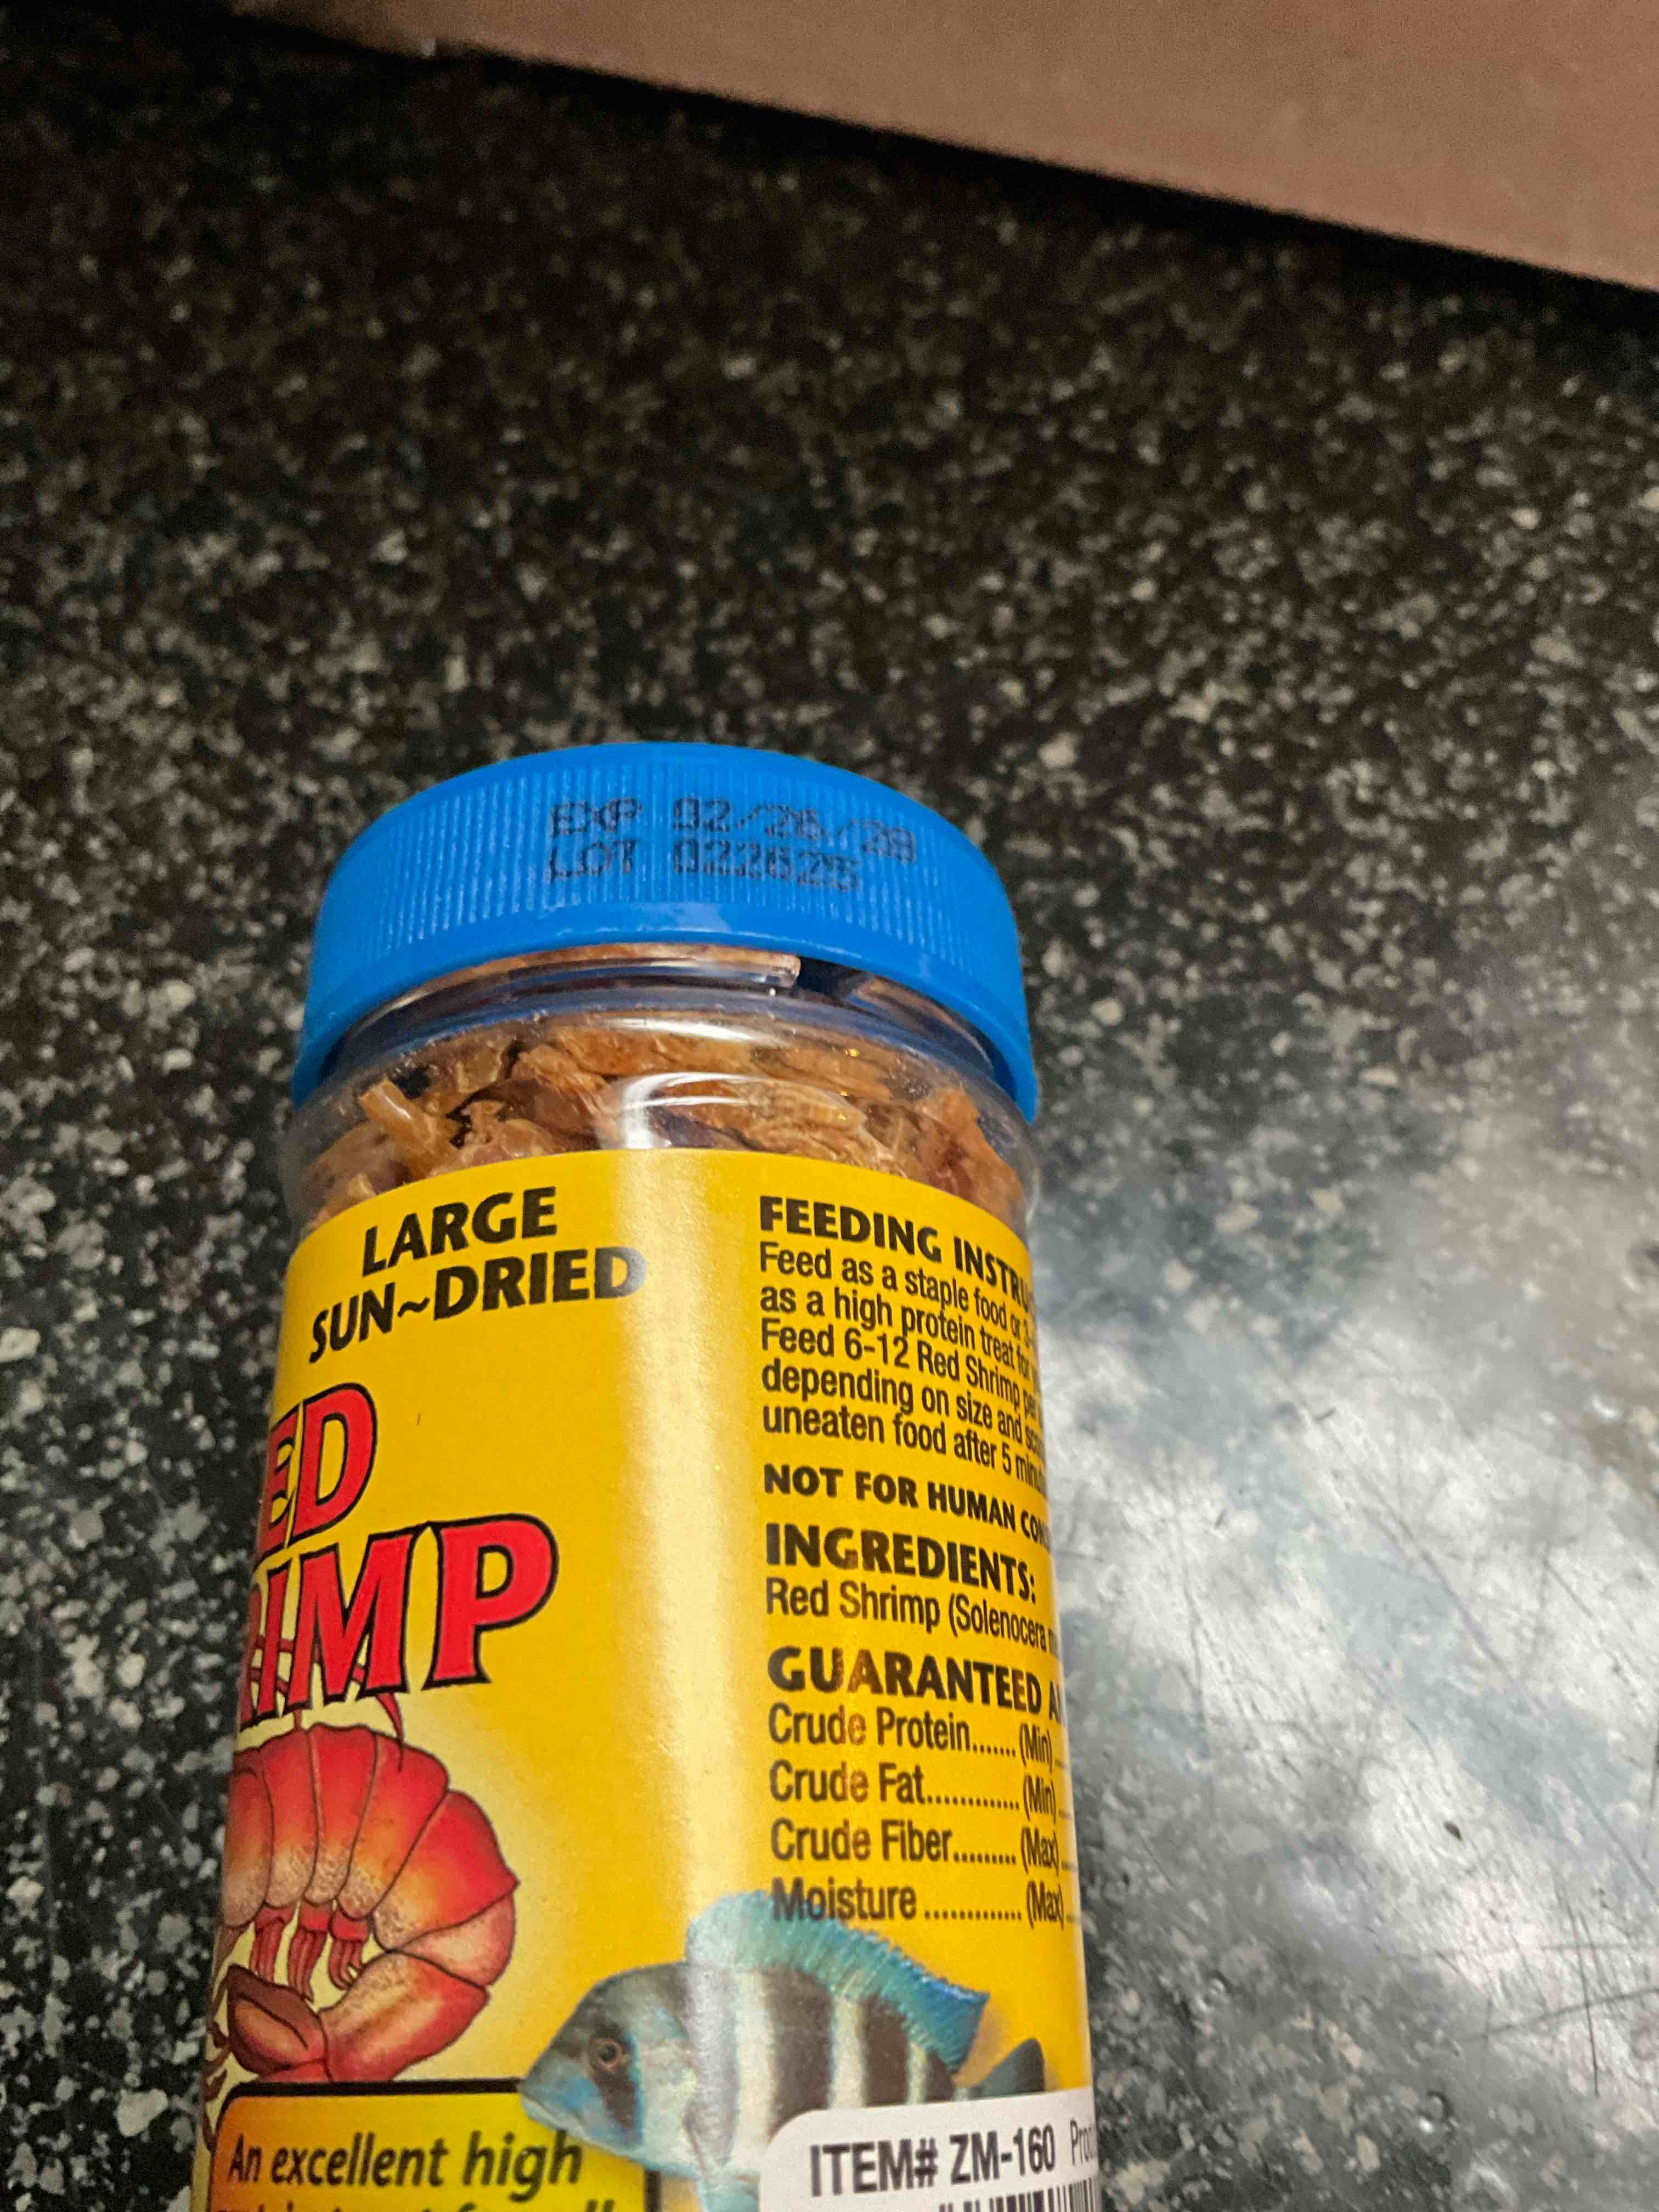 EXP 02/26/28
LOT 022625
LARGE
SUN~DRIED
ED
IMP
An excellent high
FEEDING INSTRU
Feed as a staple food or
as a high protein treat for
Feed 6-12 Red Shrimp per
depending on size and
uneaten food after 5
NOT FOR HUMAN
INGREDIENTS:
Red Shrimp (Solenocera
GUARANTEED
Crude Protein....... (Min)
Crude Fat............. (Min)
Crude Fiber......... (Max)
Moisture ............. (Max)
ITEM# ZM-160